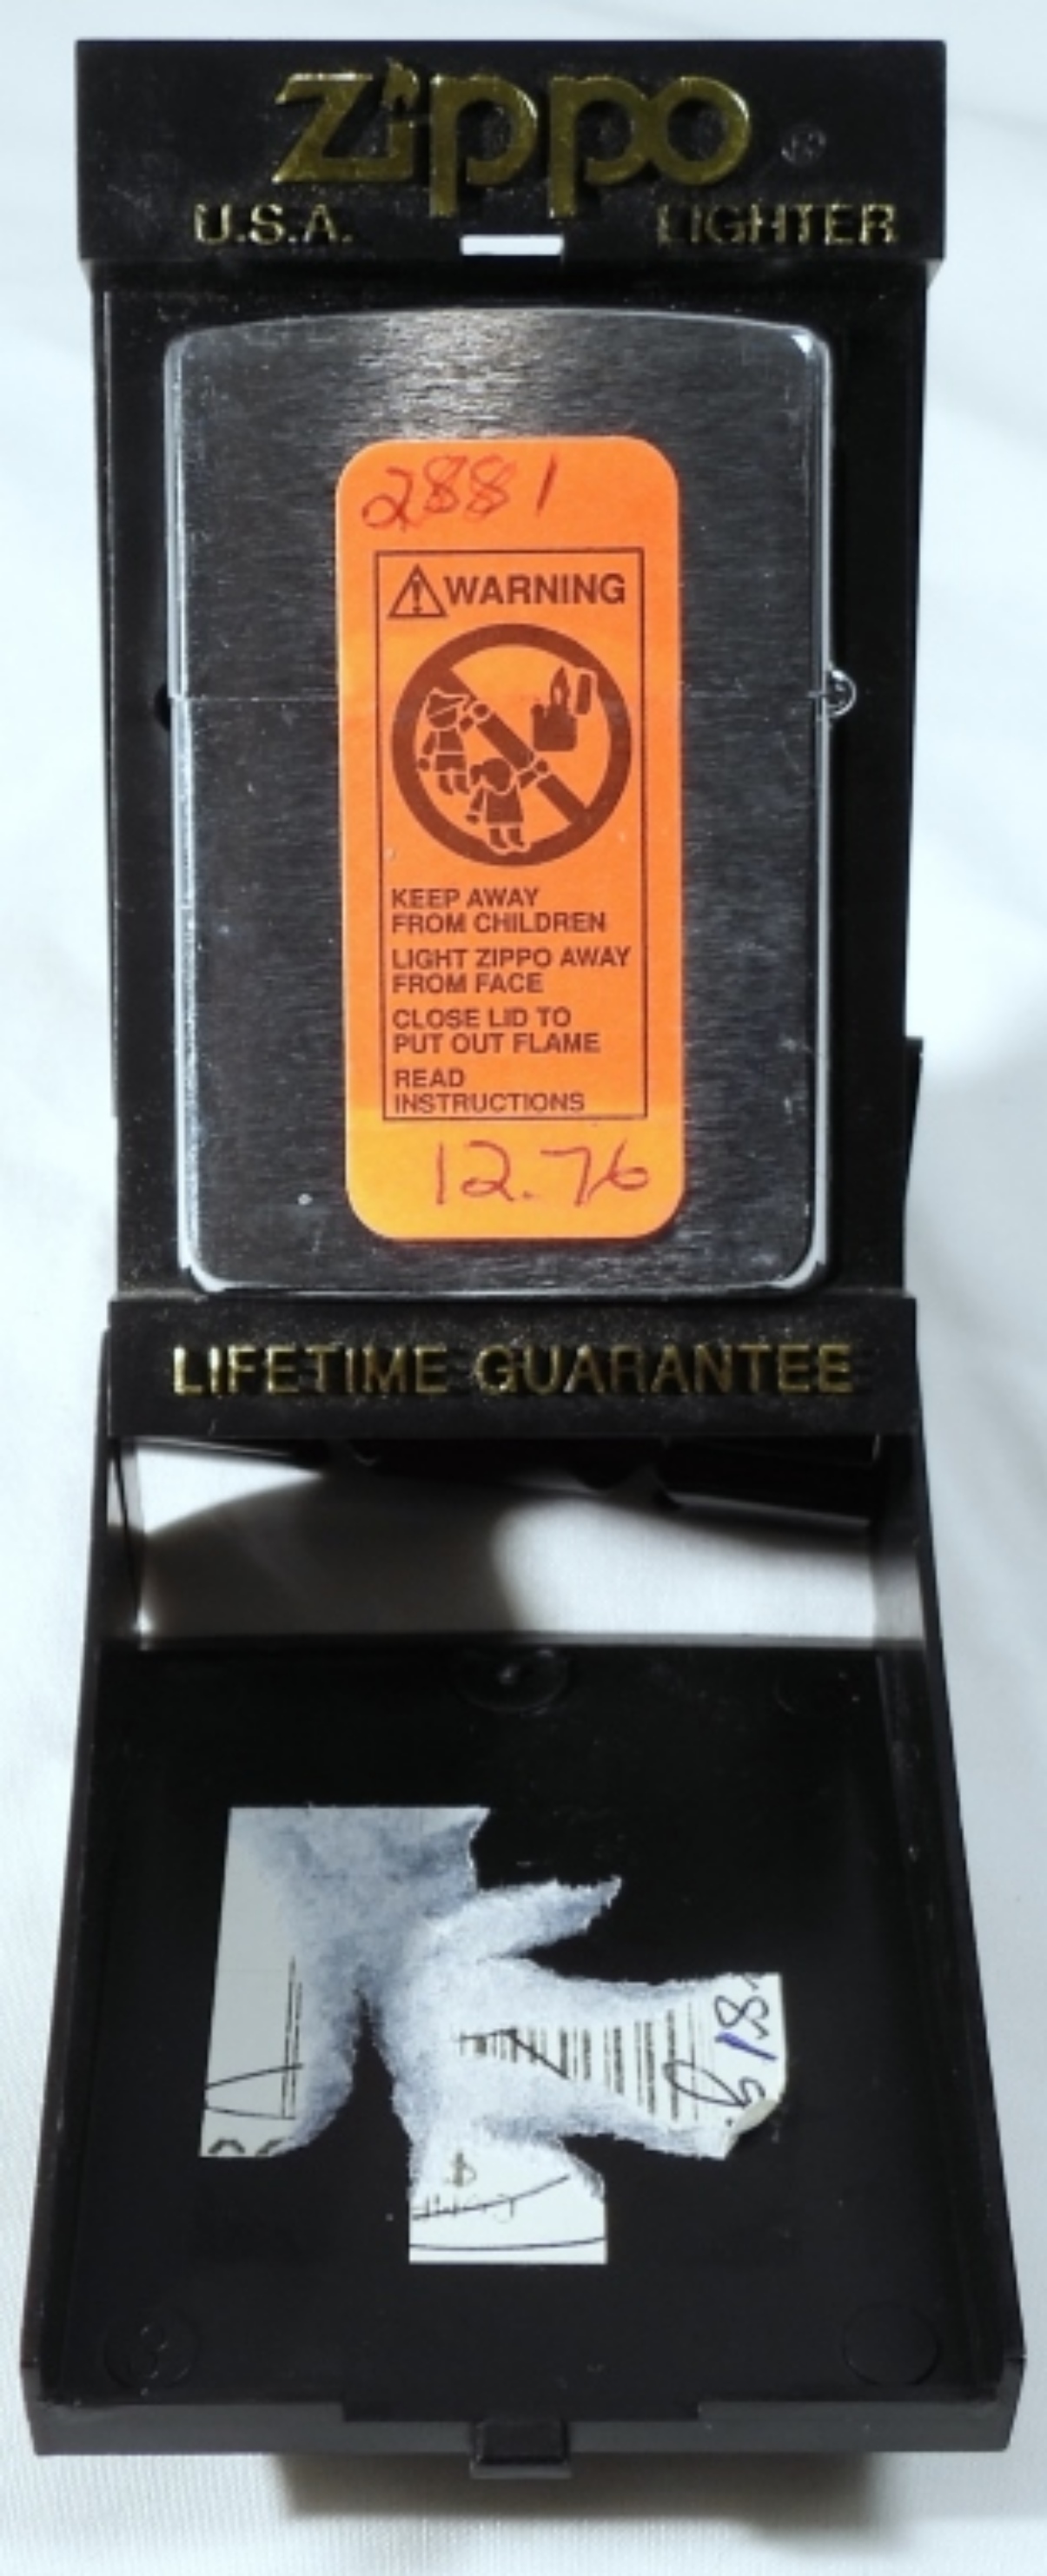 Zippo ®
U.S.A. LIGHTER
2881
WARNING
KEEP AWAY
FROM CHILDREN
LIGHT ZIPPO AWAY
FROM FACE
CLOSE LID TO
PUT OUT FLAME
READ
INSTRUCTIONS
12.76
LIFETIME GUARANTEE